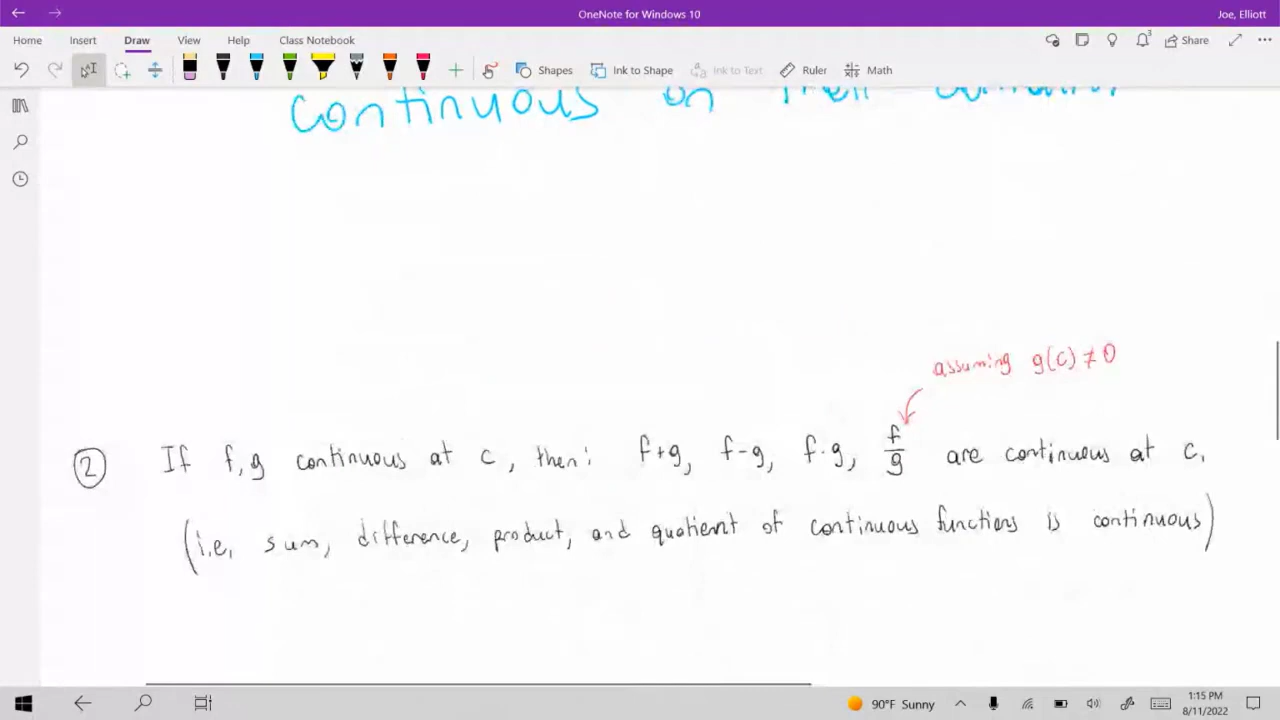 OneNote for Windows 10
Joe, Elliott
Home Insert Draw View Help Class Notebook
Share
Shapes Ink to Shape Ink to Text Ruler Math
continuous on their domain.
assuming g(c) ≠ 0
② If f, g continuous at c, then: f+g, f-g, f·g, f/g are continuous at c.
(i.e, sum, difference, product, and quotient of continuous functions is continuous)
90°F Sunny
1:15 PM
8/11/2022